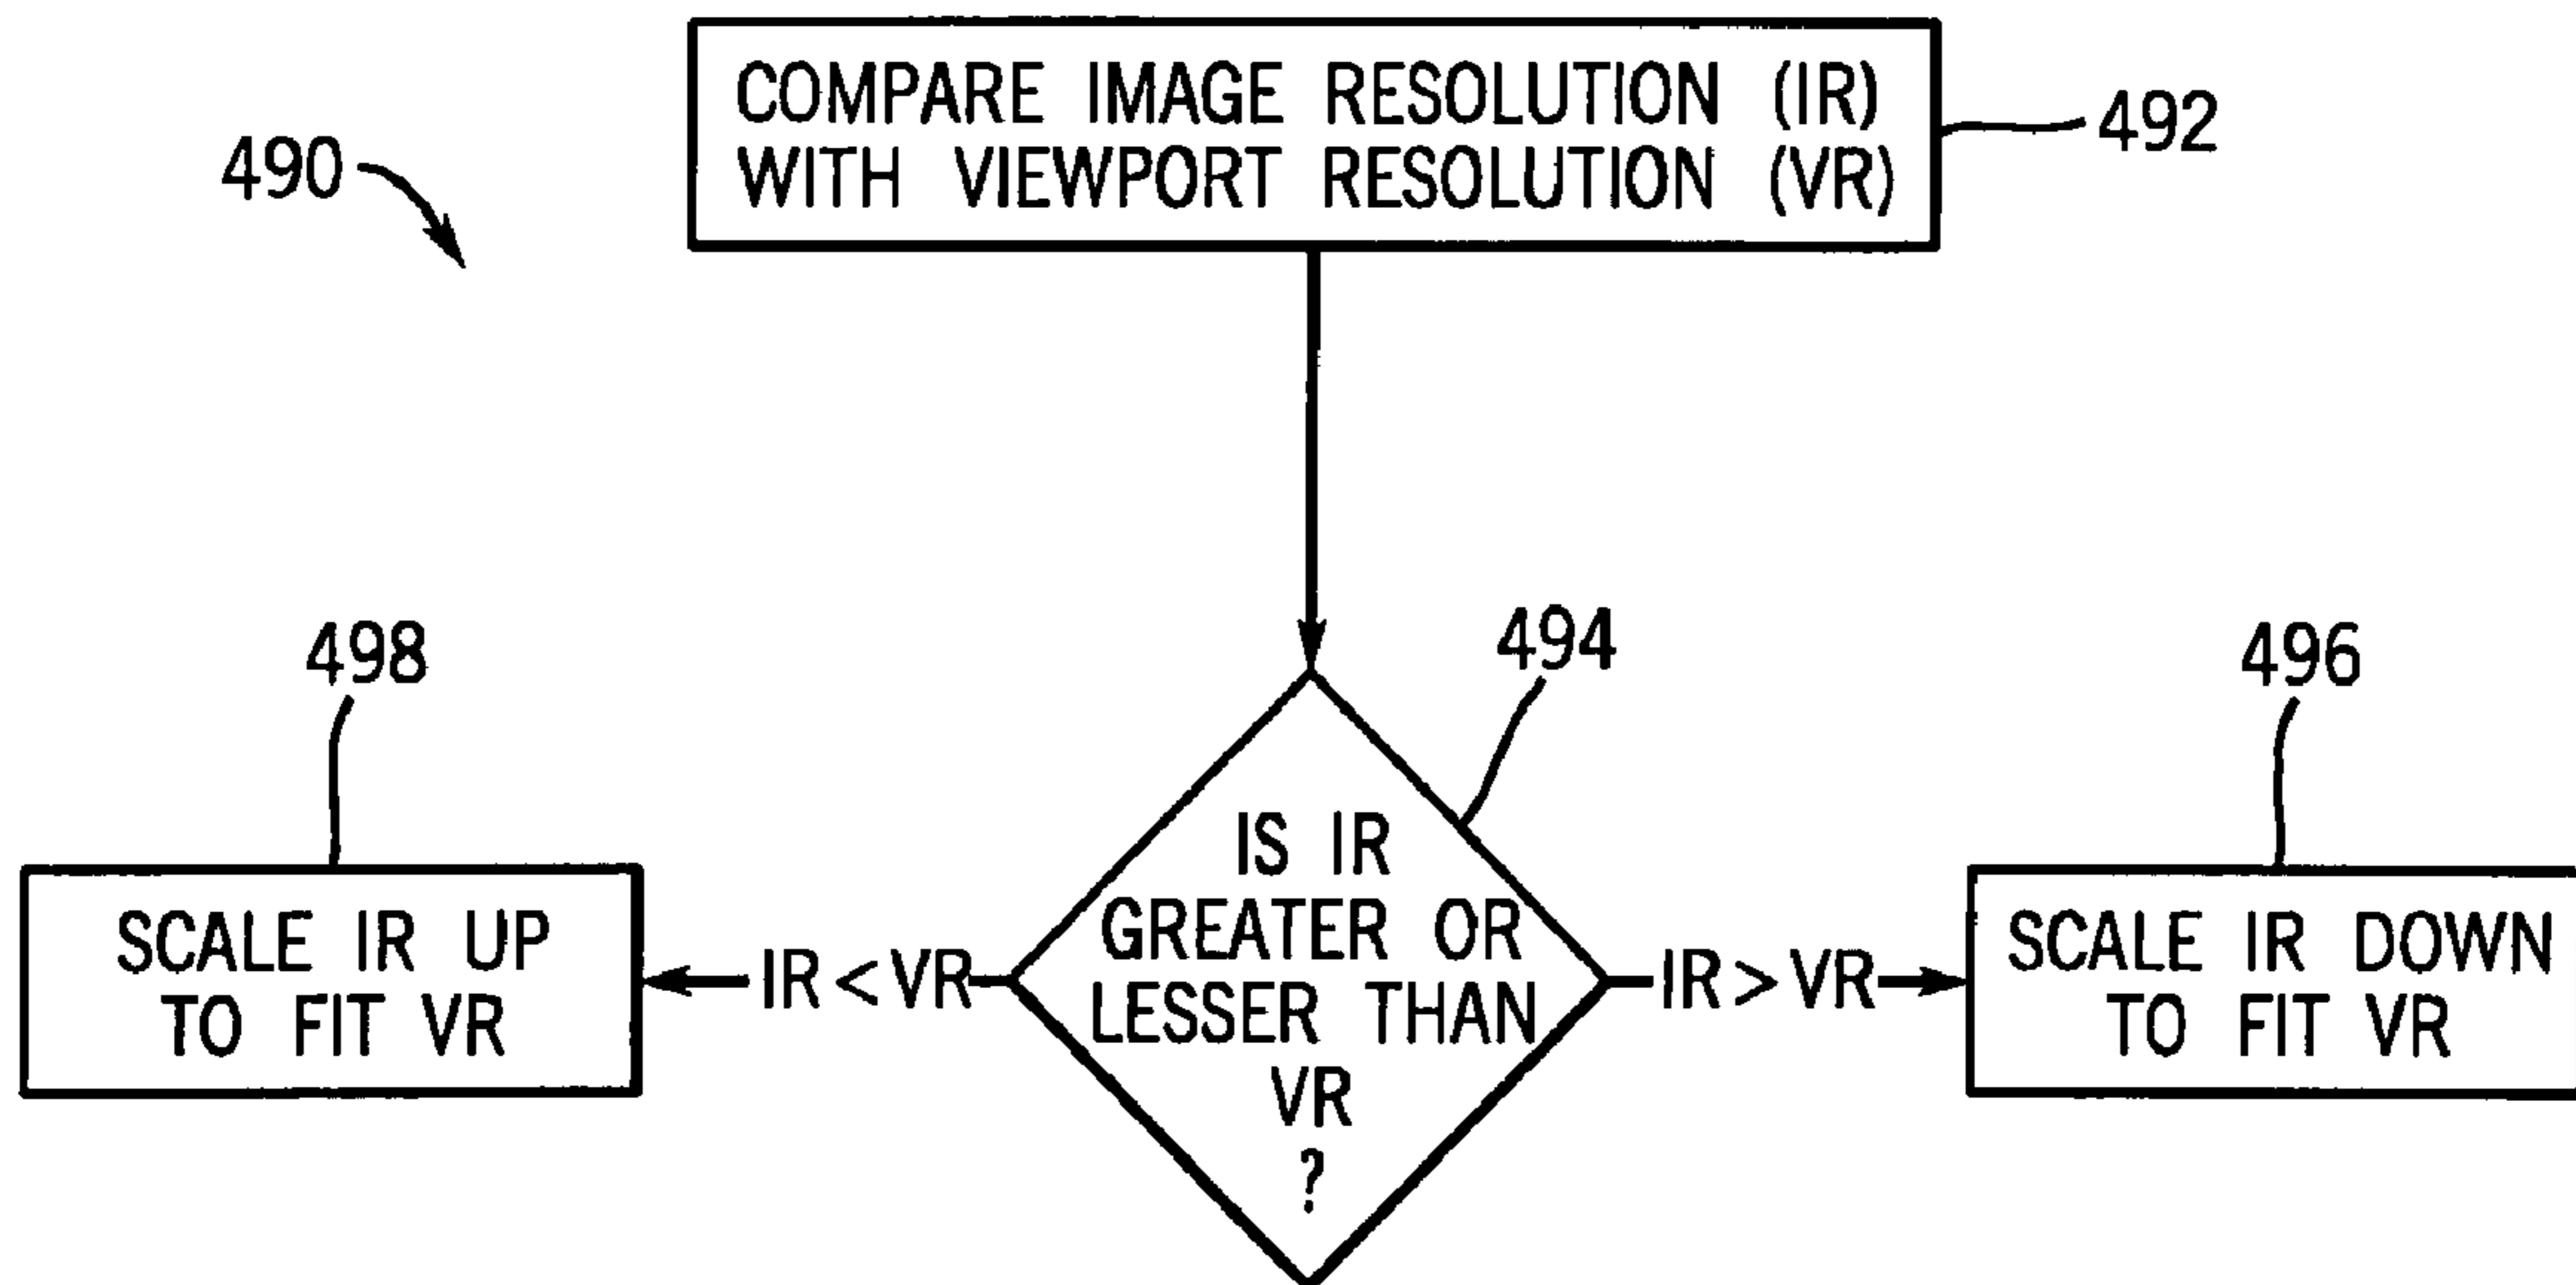 COMPARE IMAGE RESOLUTION (IR)
WITH VIEWPORT RESOLUTION (VR)
492
490
494
498
496
IS IR
GREATER OR
LESSER THAN
VR
?
SCALE IR UP
TO FIT VR
IR < VR
IR > VR
SCALE IR DOWN
TO FIT VR